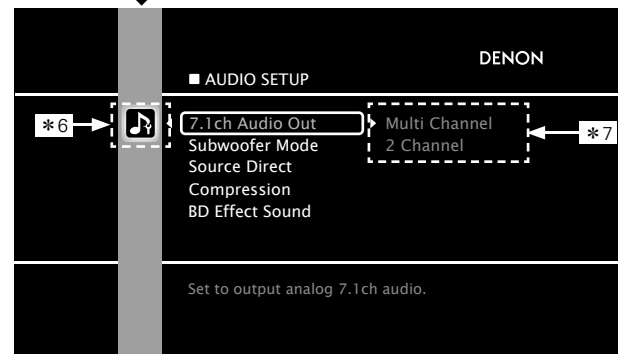 DENON
■ AUDIO SETUP
*6
7.1ch Audio Out
Multi Channel
*7
Subwoofer Mode
2 Channel
Source Direct
Compression
BD Effect Sound
Set to output analog 7.1ch audio.